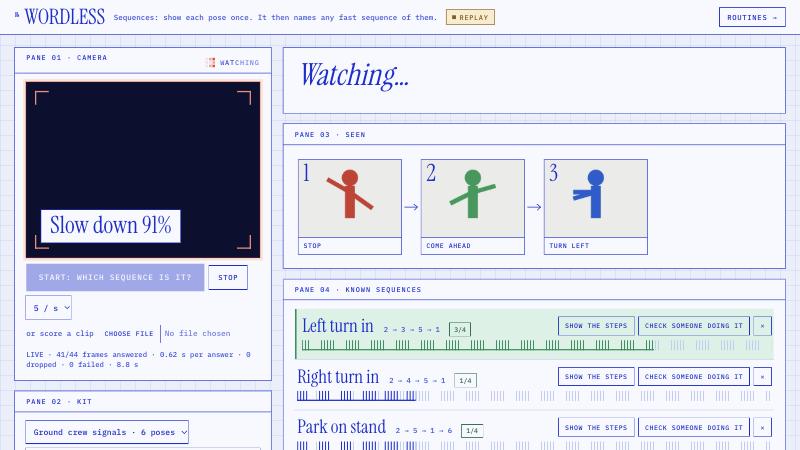 WORDLESS Sequences: show each pose once. It then names any fast sequence of them. REPLAY ROUTINES →
PANE 01 · CAMERA
WATCHING
Slow down 91%
START: WHICH SEQUENCE IS IT? STOP
5 / s
or score a clip CHOOSE FILE No file chosen
LIVE · 41/44 frames answered · 0.62 s per answer · 0
dropped · 0 failed · 8.8 s
PANE 02 · KIT
Ground crew signals · 6 poses
Watching…
PANE 03 · SEEN
1 → 2 → 3
STOP COME AHEAD TURN LEFT
PANE 04 · KNOWN SEQUENCES
Left turn in 2 → 3 → 5 → 1 3/4 SHOW THE STEPS CHECK SOMEONE DOING IT ×
Right turn in 2 → 4 → 5 → 1 1/4 SHOW THE STEPS CHECK SOMEONE DOING IT ×
Park on stand 2 → 5 → 1 → 6 1/4 SHOW THE STEPS CHECK SOMEONE DOING IT ×